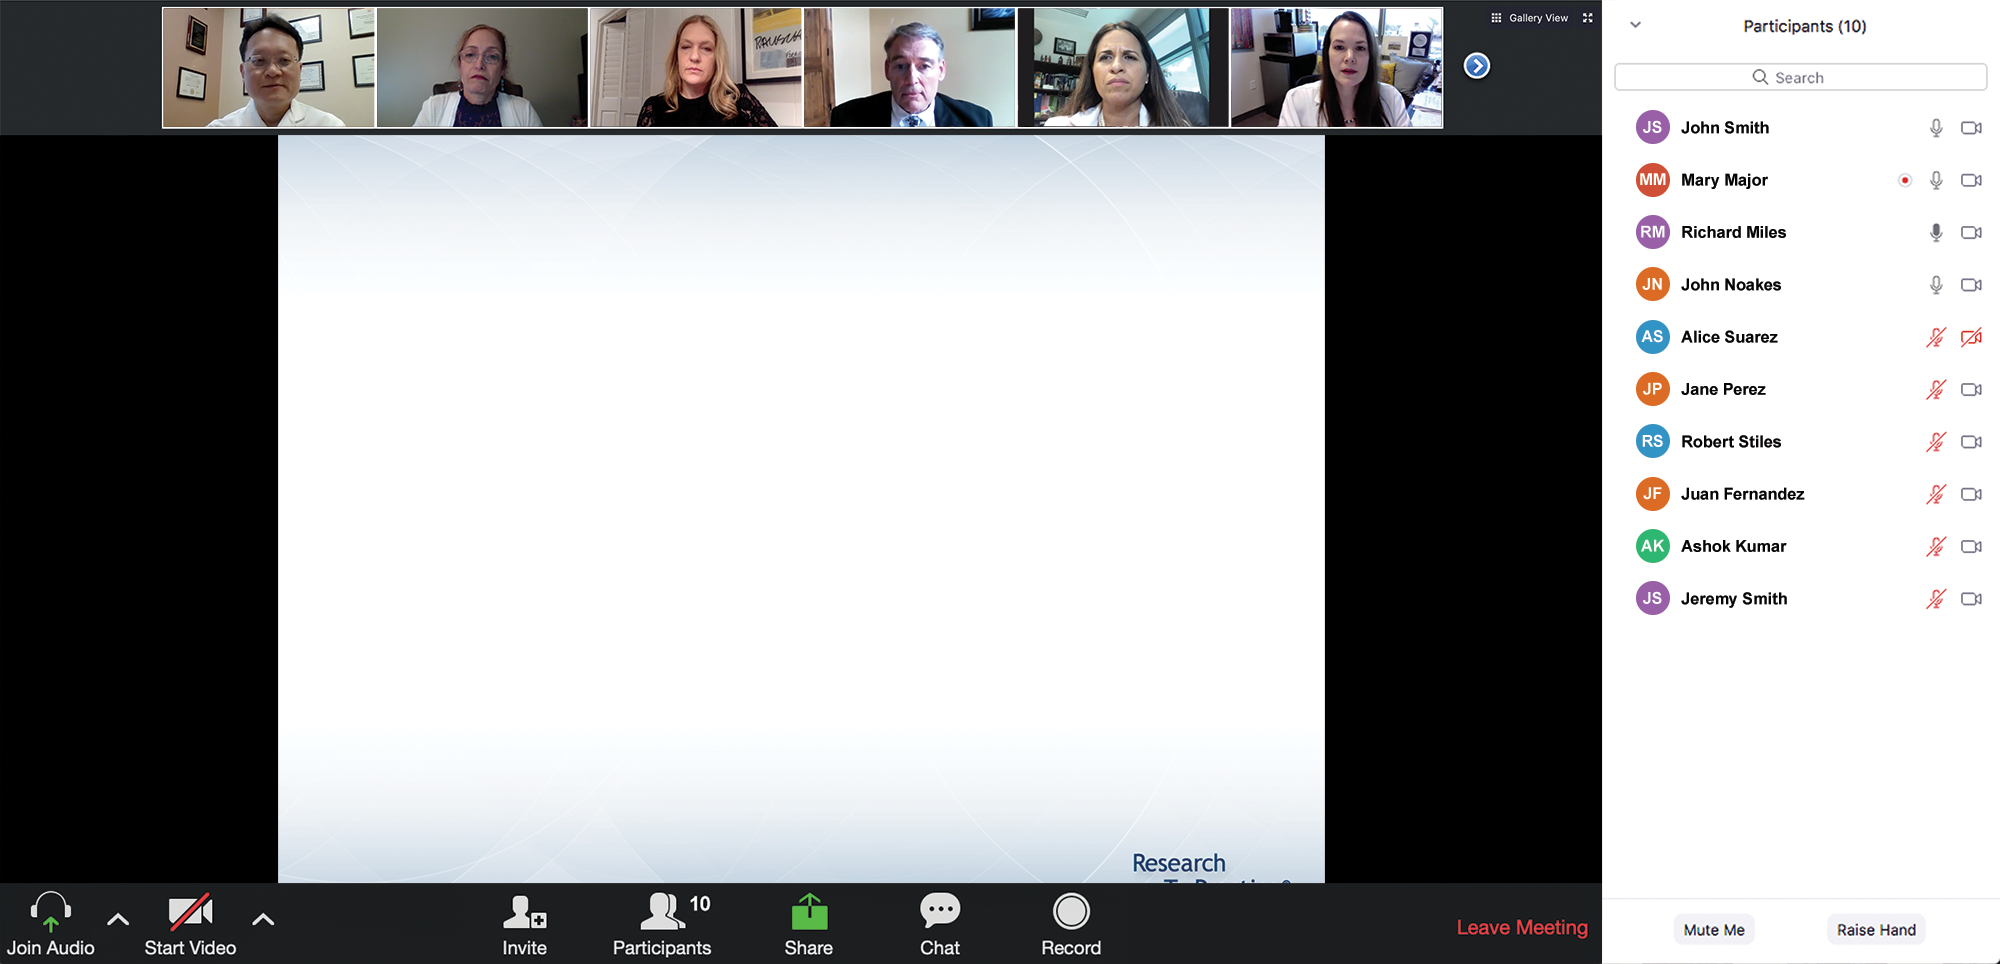 Gallery View
Participants (10)
Search
JS John Smith
MM Mary Major
RM Richard Miles
JN John Noakes
AS Alice Suarez
JP Jane Perez
RS Robert Stiles
JF Juan Fernandez
AK Ashok Kumar
JS Jeremy Smith
Research
Join Audio
Start Video
Invite
10
Participants
Share
Chat
Record
Leave Meeting
Mute Me
Raise Hand